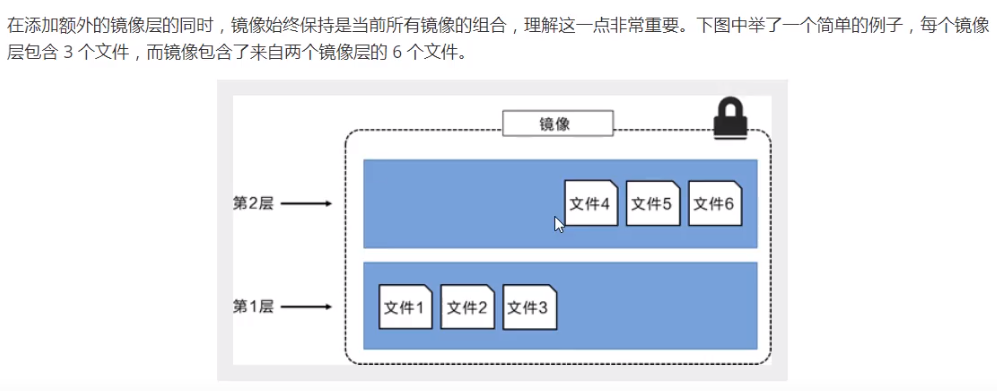 在添加额外的镜像层的同时，镜像始终保持是当前所有镜像的组合，理解这一点非常重要。下图中举了一个简单的例子，每个镜像
层包含 3 个文件，而镜像包含了来自两个镜像层的 6 个文件。
镜像
第2层
文件4 文件5 文件6
第1层
文件1 文件2 文件3